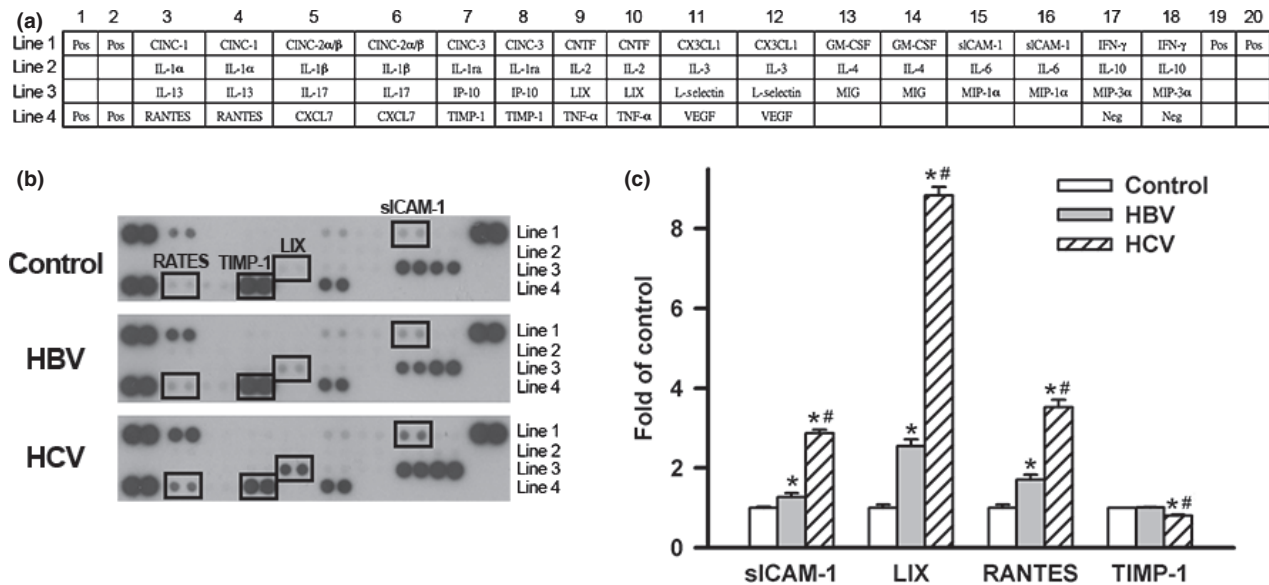 (a) 1 2 3 4 5 6 7 8 9 10 11 12 13 14 15 16 17 18 19 20
Line 1 Pos Pos CINC-1 CINC-1 CINC-2α/β CINC-2α/β CINC-3 CINC-3 CNTF CNTF CX3CL1 CX3CL1 GM-CSF GM-CSF sICAM-1 sICAM-1 IFN-γ IFN-γ Pos Pos
Line 2 IL-1α IL-1α IL-1β IL-1β IL-1ra IL-1ra IL-2 IL-2 IL-3 IL-3 IL-4 IL-4 IL-6 IL-6 IL-10 IL-10
Line 3 IL-13 IL-13 IL-17 IL-17 IP-10 IP-10 LIX LIX L-selectin L-selectin MIG MIG MIP-1α MIP-1α MIP-3α MIP-3α
Line 4 Pos Pos RANTES RANTES CXCL7 CXCL7 TIMP-1 TIMP-1 TNF-α TNF-α VEGF VEGF Neg Neg
(b)
sICAM-1
Control
RATES TIMP-1 LIX
Line 1
Line 2
Line 3
Line 4
HBV
Line 1
Line 2
Line 3
Line 4
HCV
Line 1
Line 2
Line 3
Line 4
(c)
Control
HBV
HCV
Fold of control
8
6
4
2
0
* *#
* *#
* *#
*#
sICAM-1 LIX RANTES TIMP-1